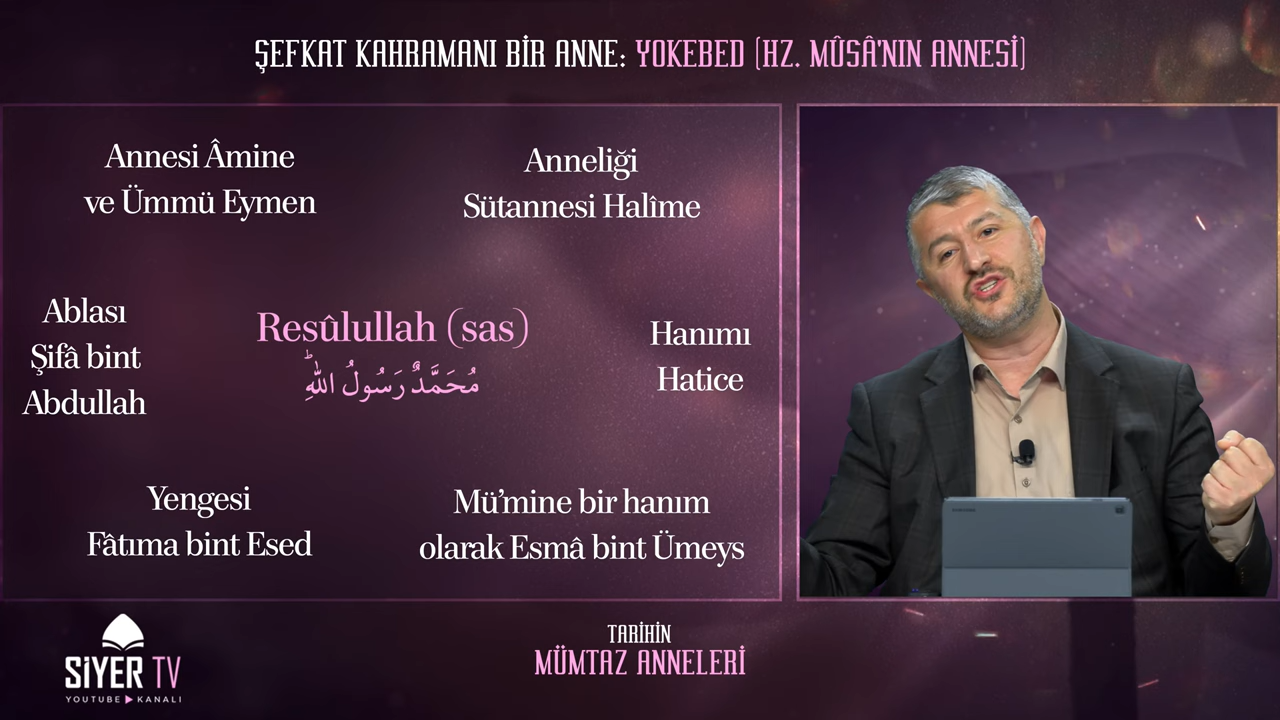 ŞEFKAT KAHRAMANI BİR ANNE: YOKEBED (HZ. MÛSÂ'NIN ANNESİ)
Annesi Âmine
ve Ümmü Eymen
Anneliği
Sütannesi Halîme
Ablası
Şifâ bint
Abdullah
Resûlullah (sas)
مُحَمَّدٌ رَسُولُ اللهِ
Hanımı
Hatice
Yengesi
Fâtıma bint Esed
Mü'mine bir hanım
olarak Esmâ bint Ümeys
SAMSUNG
SİYER TV
YOUTUBE KANALI
TARİHİN
MÜMTAZ ANNELERİ